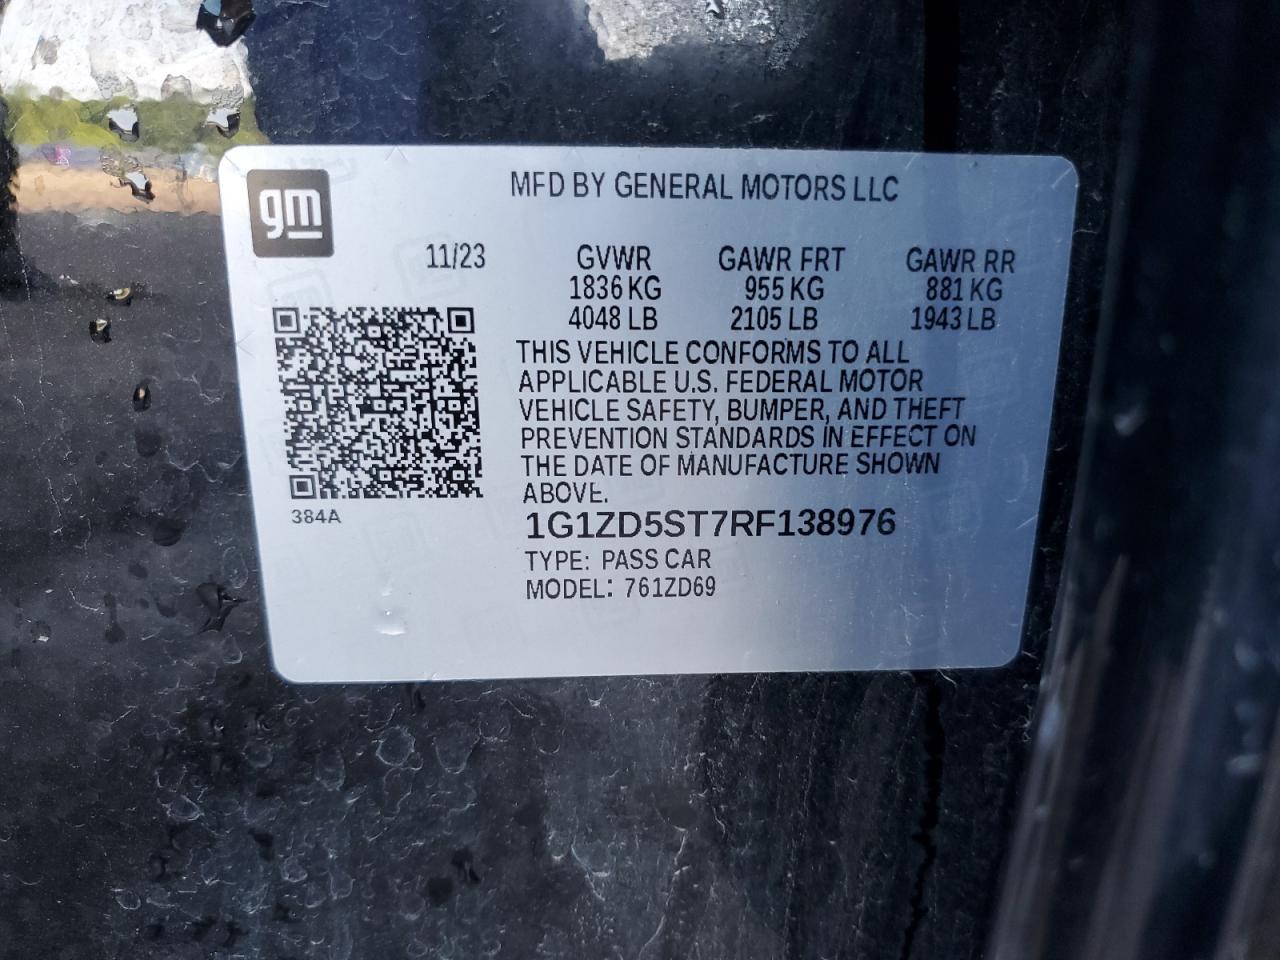 gm
MFD BY GENERAL MOTORS LLC
11/23 GVWR GAWR FRT GAWR RR
1836 KG 955 KG 881 KG
4048 LB 2105 LB 1943 LB
THIS VEHICLE CONFORMS TO ALL
APPLICABLE U.S. FEDERAL MOTOR
VEHICLE SAFETY, BUMPER, AND THEFT
PREVENTION STANDARDS IN EFFECT ON
THE DATE OF MANUFACTURE SHOWN
ABOVE.
384A
1G1ZD5ST7RF138976
TYPE: PASS CAR
MODEL: 761ZD69